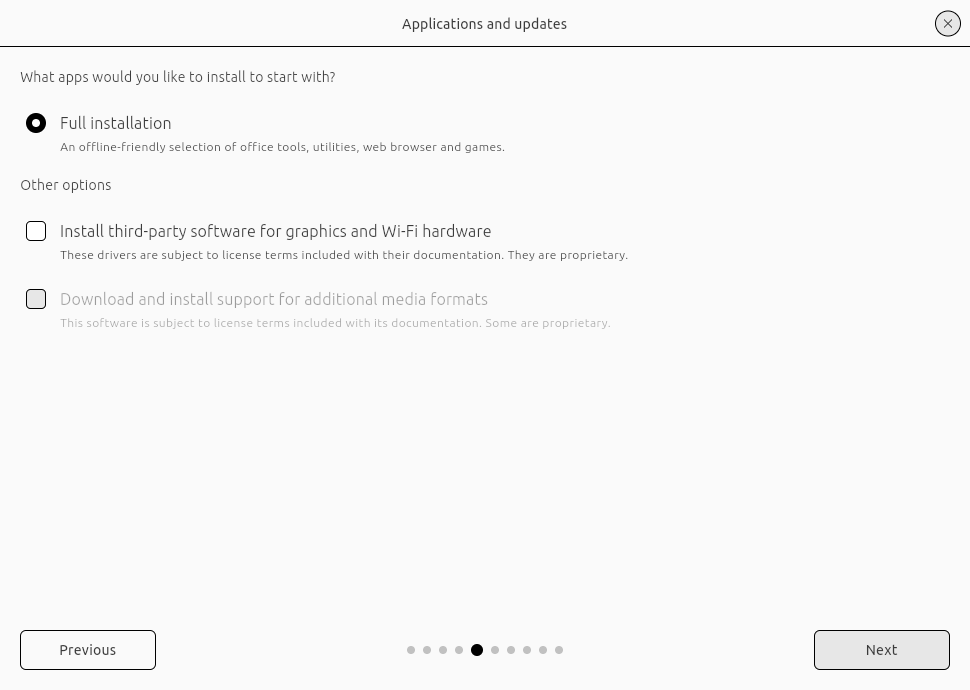 Applications and updates
What apps would you like to install to start with?
Full installation
An offline-friendly selection of office tools, utilities, web browser and games.
Other options
Install third-party software for graphics and Wi-Fi hardware
These drivers are subject to license terms included with their documentation. They are proprietary.
Download and install support for additional media formats
This software is subject to license terms included with its documentation. Some are proprietary.
Previous
Next